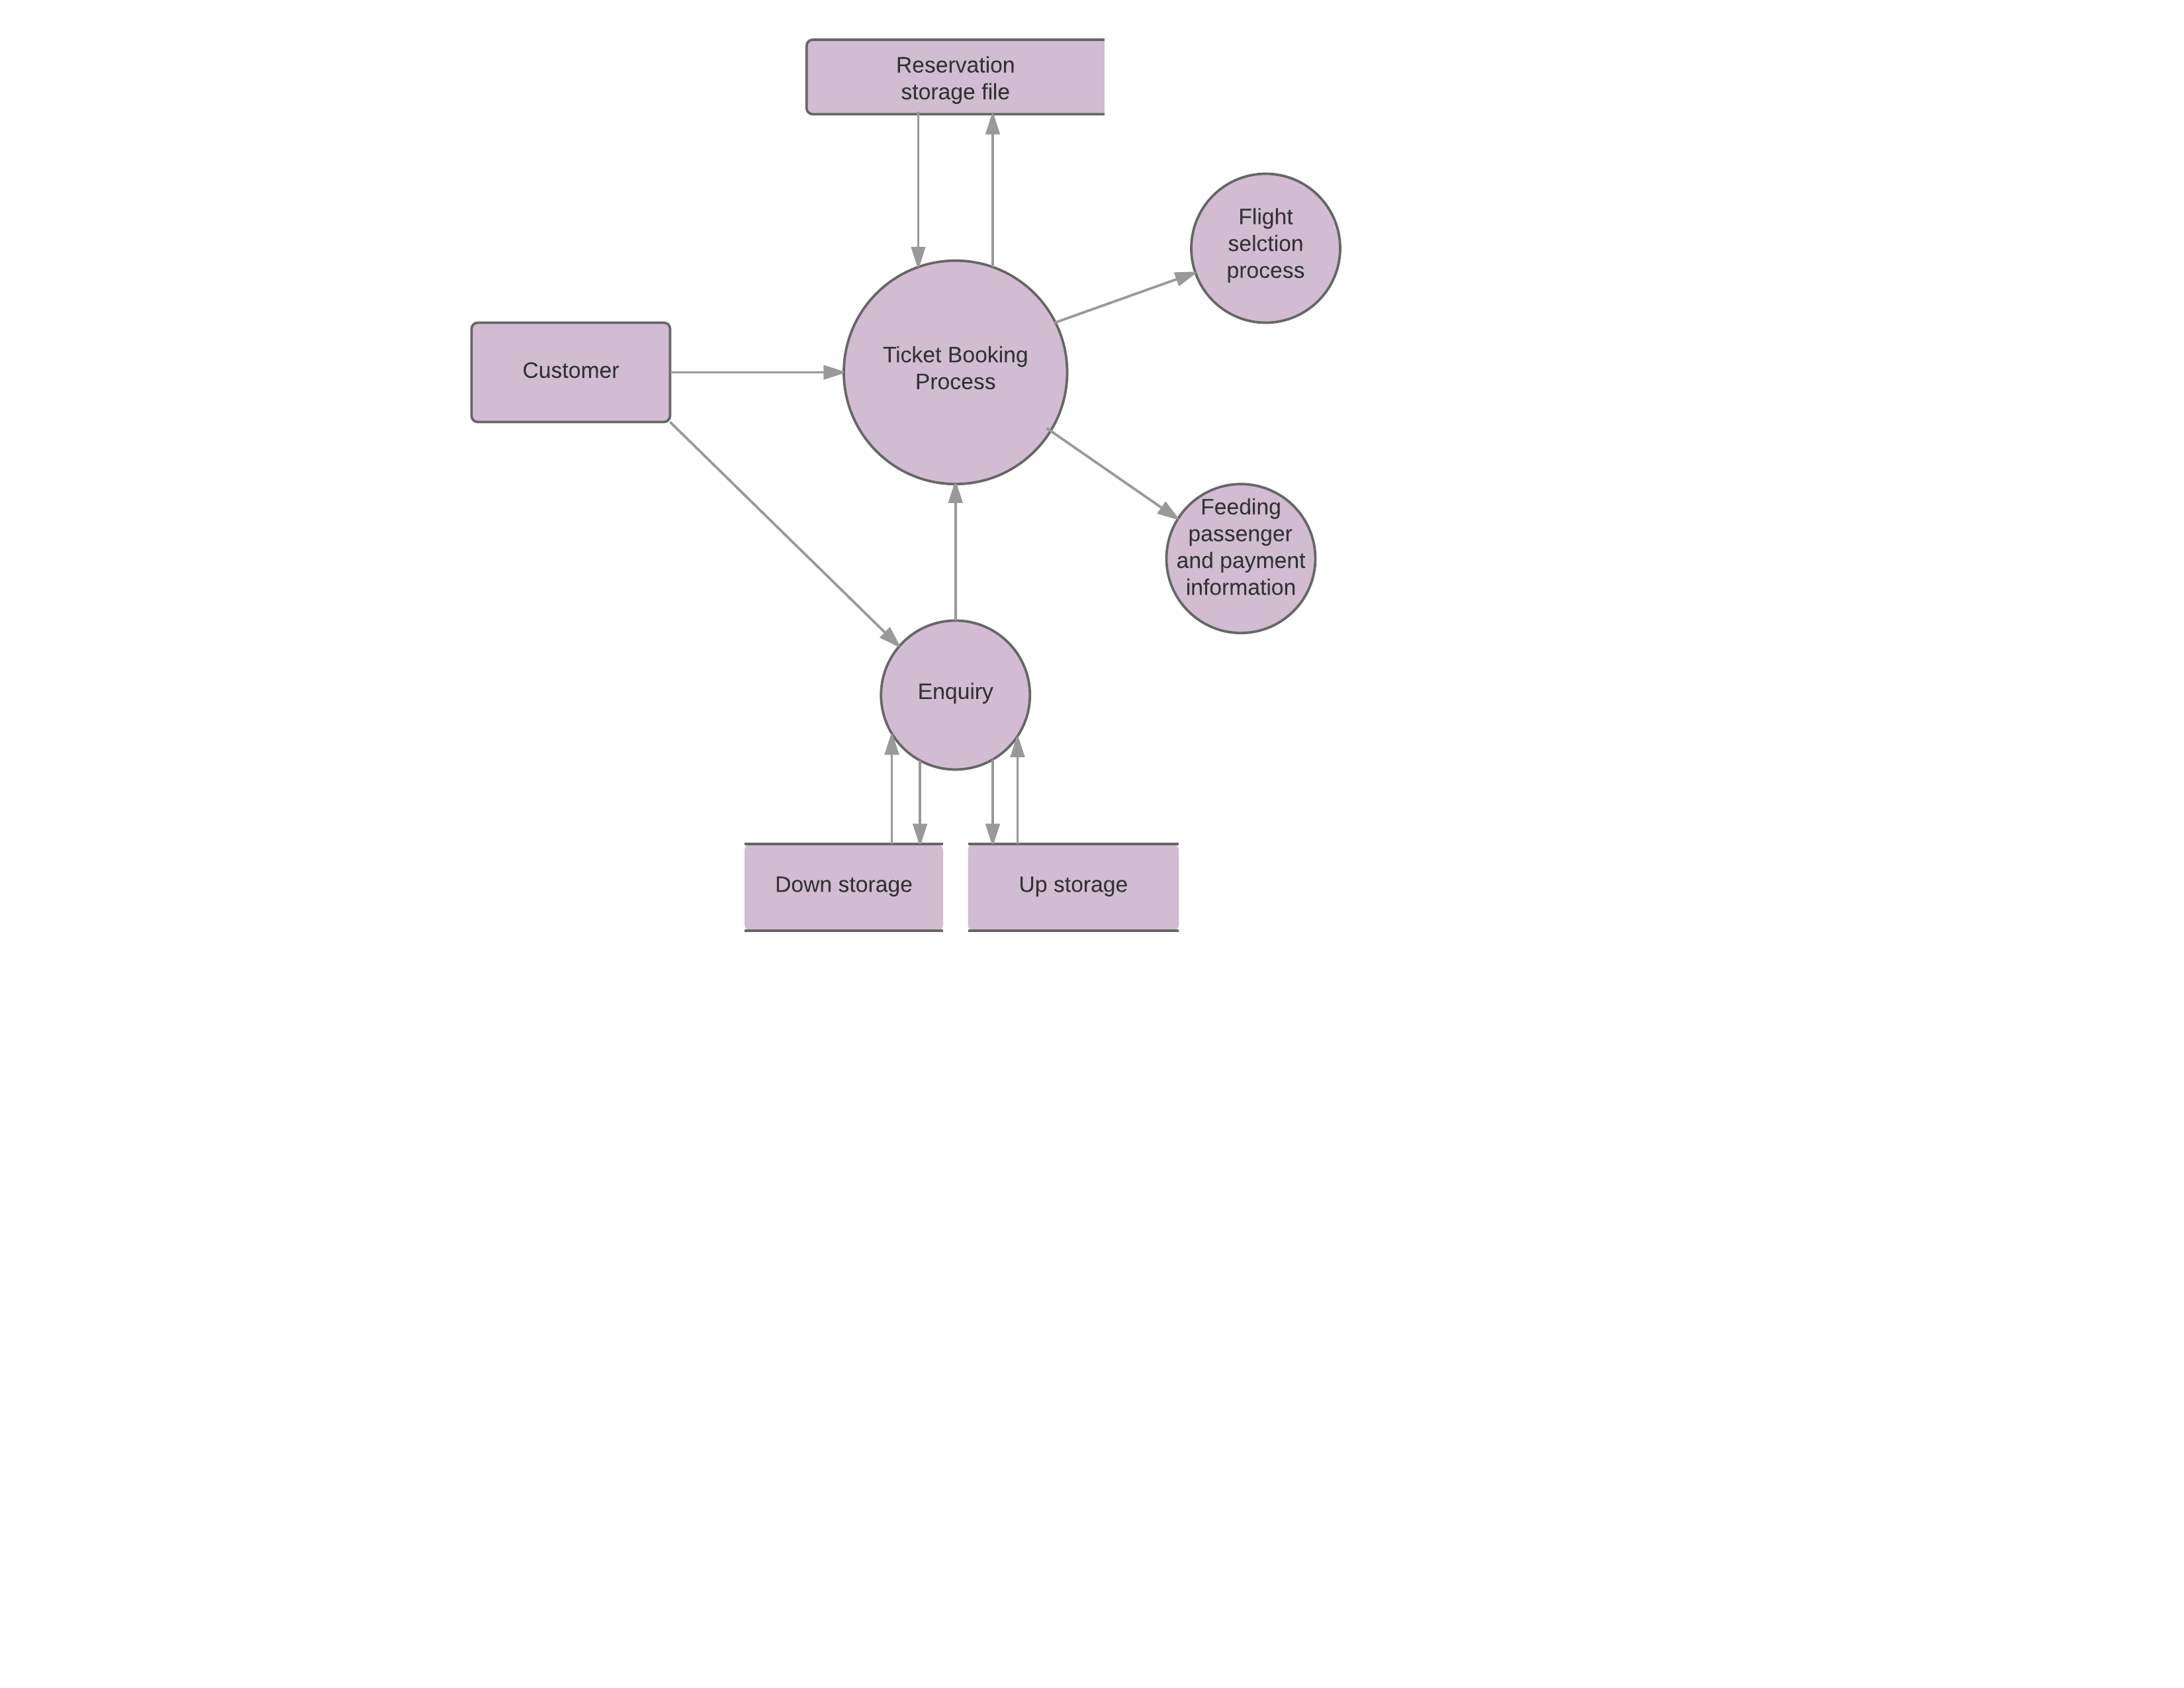 Reservation
storage file
Flight
selction
process
Customer
Ticket Booking
Process
Feeding
passenger
and payment
information
Enquiry
Down storage
Up storage